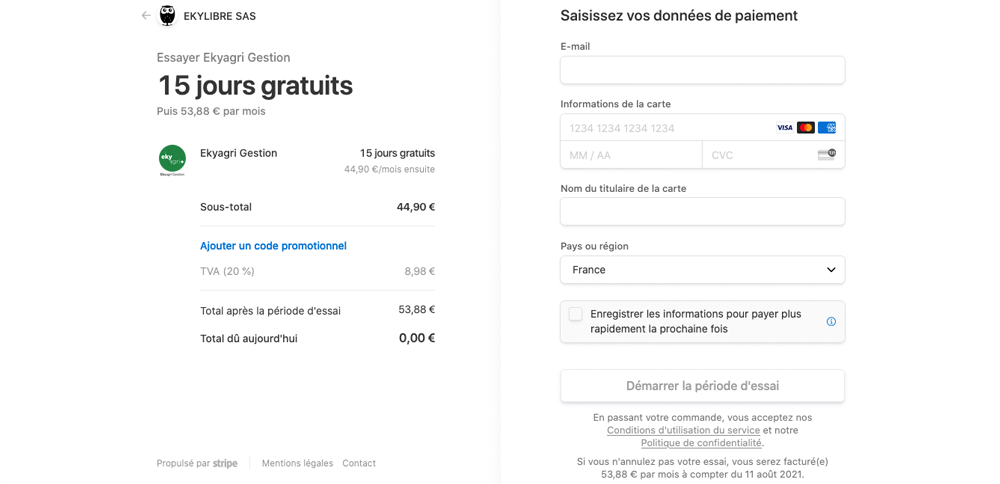 EKYLIBRE SAS
Essayer Ekyagri Gestion
15 jours gratuits
Puis 53,88 € par mois
eky
agri
Ekyagri Gestion
Ekyagri Gestion 15 jours gratuits
44,90 €/mois ensuite
Sous-total 44,90 €
Ajouter un code promotionnel
TVA (20 %) 8,98 €
Total après la période d'essai 53,88 €
Total dû aujourd'hui 0,00 €
Propulsé par stripe Mentions légales Contact
Saisissez vos données de paiement
E-mail
Informations de la carte
1234 1234 1234 1234 VISA
MM / AA CVC
Nom du titulaire de la carte
Pays ou région
France
Enregistrer les informations pour payer plus
rapidement la prochaine fois
Démarrer la période d'essai
En passant votre commande, vous acceptez nos
Conditions d'utilisation du service et notre
Politique de confidentialité.
Si vous n'annulez pas votre essai, vous serez facturé(e)
53,88 € par mois à compter du 11 août 2021.